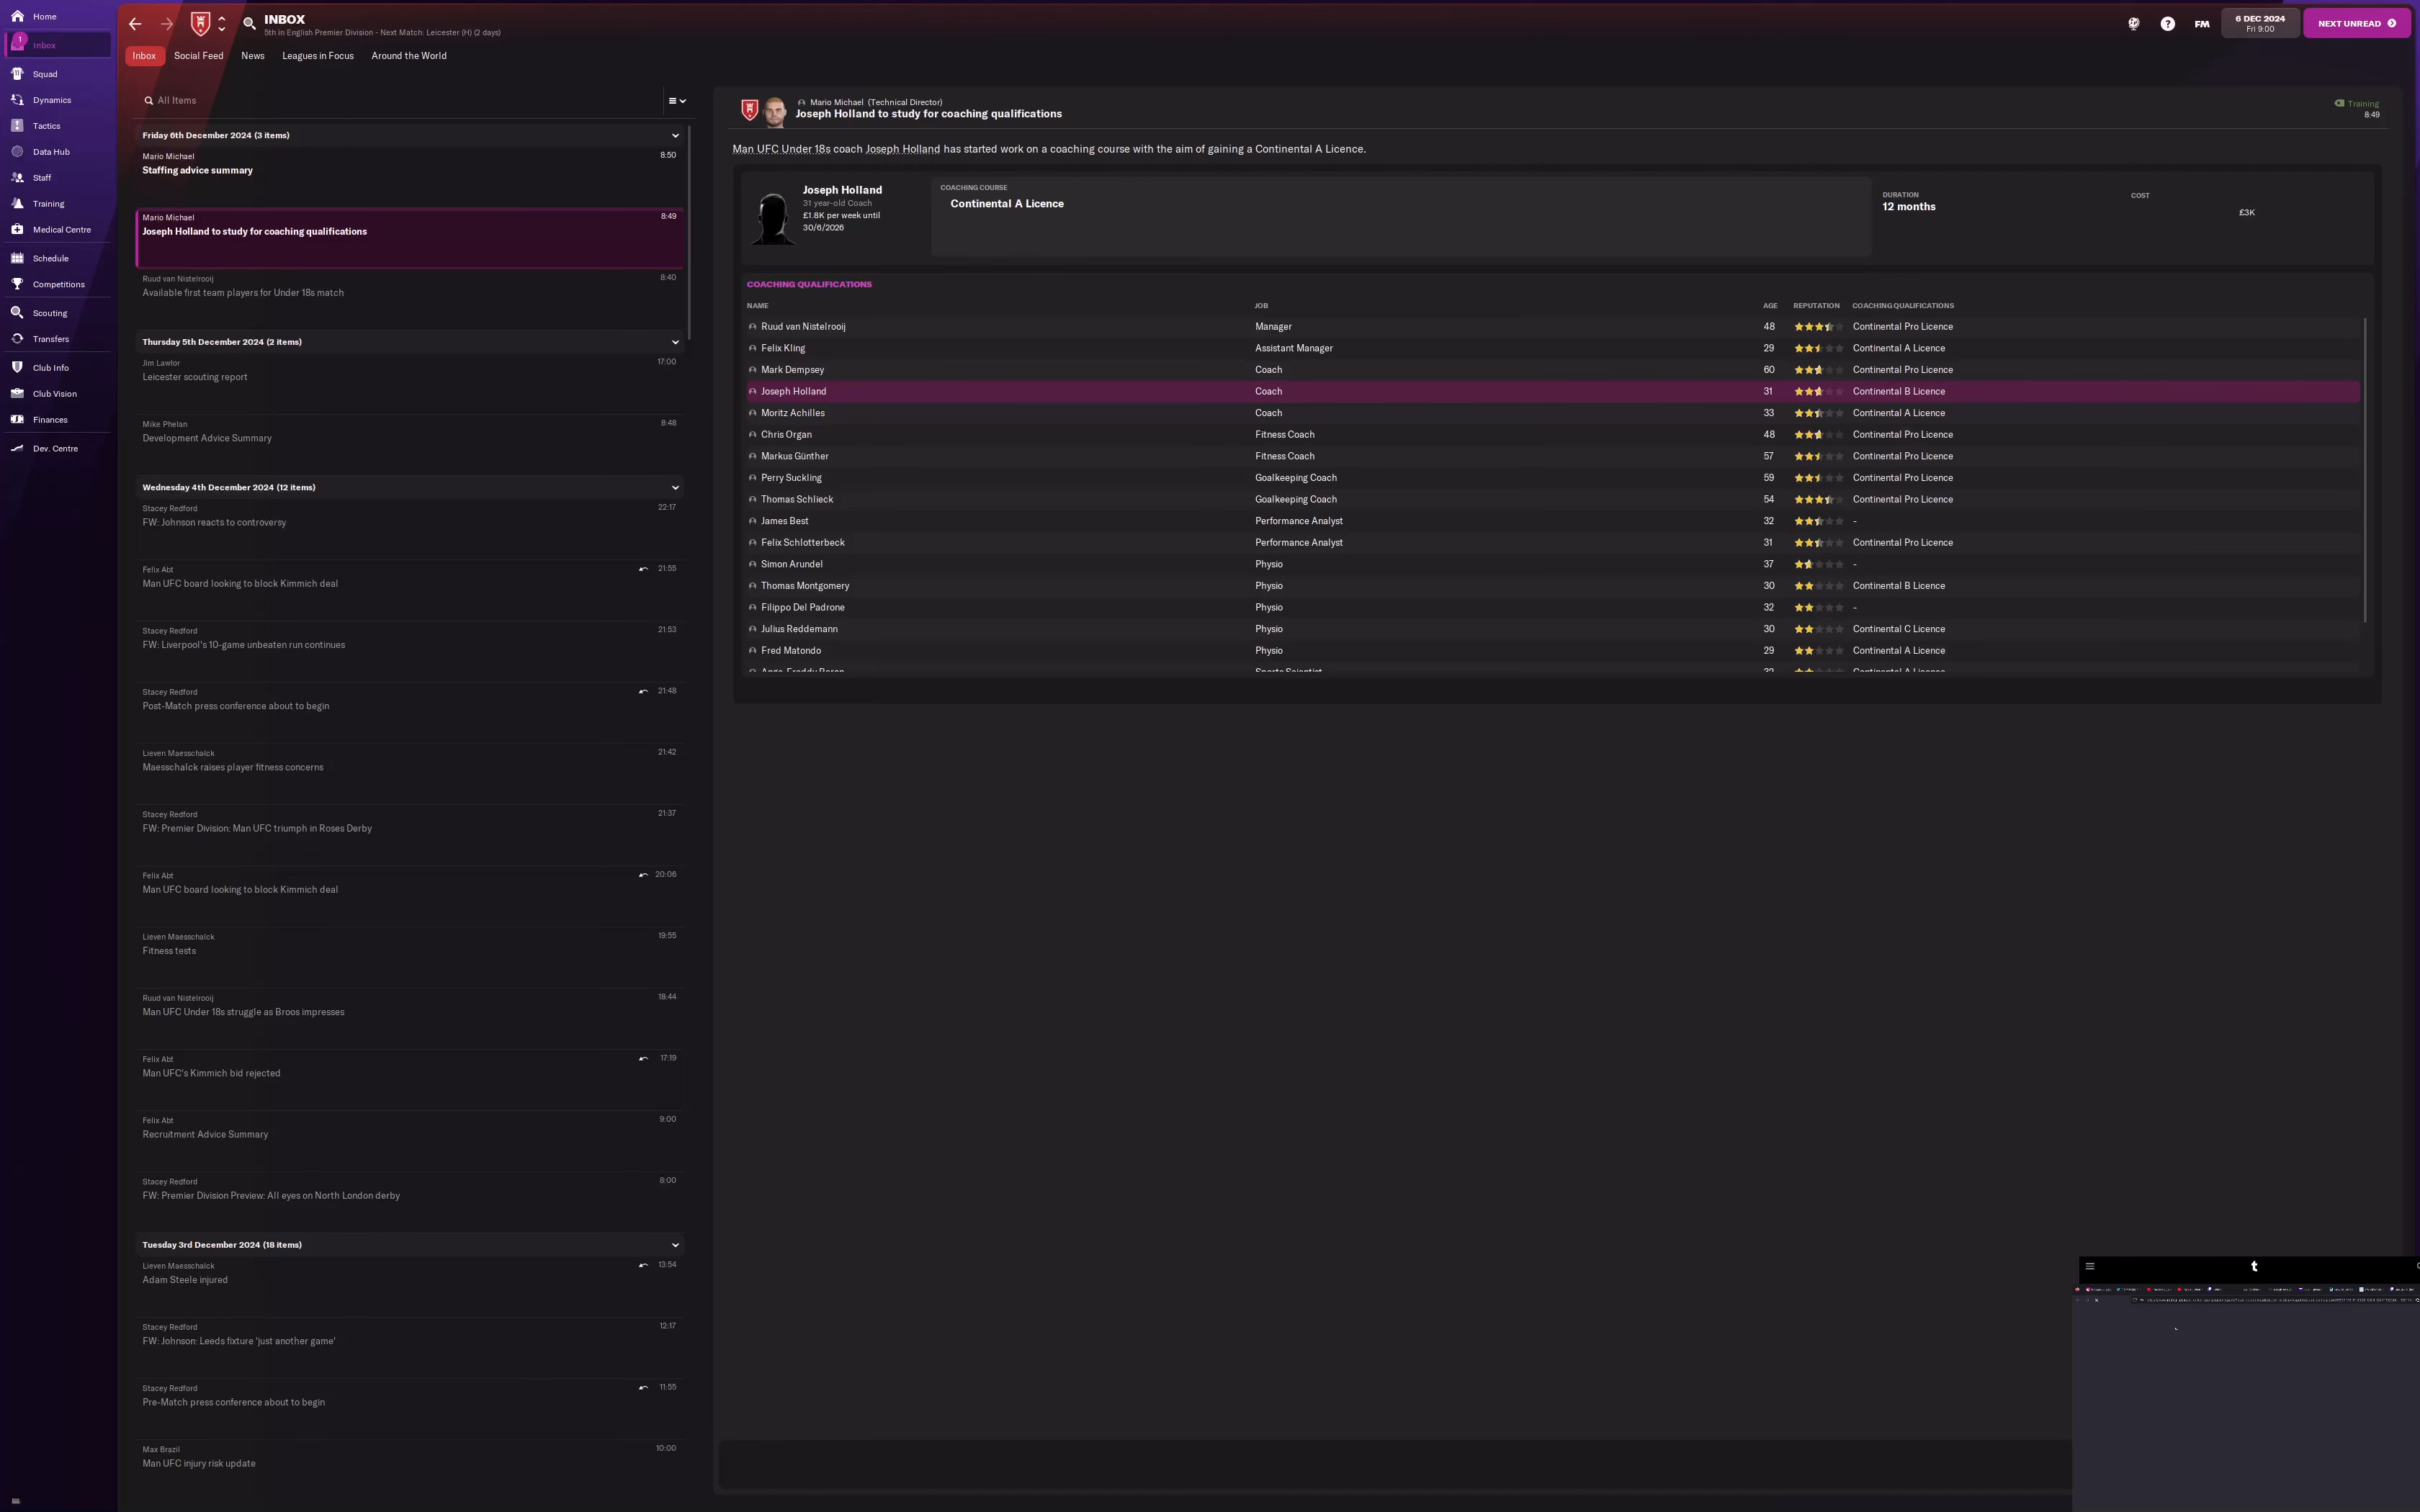 Home
1
Inbox
Squad
Dynamics
Tactics
Data Hub
Staff
Training
Medical Centre
Schedule
Competitions
Scouting
Transfers
Club Info
Club Vision
Finances
Dev. Centre
INBOX
5th in English Premier Division - Next Match: Leicester (H) (2 days)
FM
6 DEC 2024
Fri 9:00
NEXT UNREAD
Inbox Social Feed News Leagues in Focus Around the World
All Items
Friday 6th December 2024 (3 items)
Mario Michael 8:50
Staffing advice summary
Mario Michael 8:49
Joseph Holland to study for coaching qualifications
Ruud van Nistelrooij 8:40
Available first team players for Under 18s match
Thursday 5th December 2024 (2 items)
Jim Lawlor 17:00
Leicester scouting report
Mike Phelan 8:48
Development Advice Summary
Wednesday 4th December 2024 (12 items)
Stacey Redford 22:17
FW: Johnson reacts to controversy
Felix Abt 21:55
Man UFC board looking to block Kimmich deal
Stacey Redford 21:53
FW: Liverpool's 10-game unbeaten run continues
Stacey Redford 21:48
Post-Match press conference about to begin
Lieven Maesschalck 21:42
Maesschalck raises player fitness concerns
Stacey Redford 21:37
FW: Premier Division: Man UFC triumph in Roses Derby
Felix Abt 20:06
Man UFC board looking to block Kimmich deal
Lieven Maesschalck 19:55
Fitness tests
Ruud van Nistelrooij 18:44
Man UFC Under 18s struggle as Broos impresses
Felix Abt 17:19
Man UFC's Kimmich bid rejected
Felix Abt 9:00
Recruitment Advice Summary
Stacey Redford 8:00
FW: Premier Division Preview: All eyes on North London derby
Tuesday 3rd December 2024 (18 items)
Lieven Maesschalck 13:54
Adam Steele injured
Stacey Redford 12:17
FW: Johnson: Leeds fixture 'just another game'
Stacey Redford 11:55
Pre-Match press conference about to begin
Max Brazil 10:00
Man UFC injury risk update
Mario Michael (Technical Director)
Joseph Holland to study for coaching qualifications
Training
8:49
Man UFC Under 18s coach Joseph Holland has started work on a coaching course with the aim of gaining a Continental A Licence.
Joseph Holland
31 year-old Coach
£1.8K per week until
30/6/2026
COACHING COURSE
Continental A Licence
DURATION
12 months
COST
£3K
COACHING QUALIFICATIONS
NAME JOB AGE REPUTATION COACHING QUALIFICATIONS
Ruud van Nistelrooij Manager 48 Continental Pro Licence
Felix Kling Assistant Manager 29 Continental A Licence
Mark Dempsey Coach 60 Continental Pro Licence
Joseph Holland Coach 31 Continental B Licence
Moritz Achilles Coach 33 Continental A Licence
Chris Organ Fitness Coach 48 Continental Pro Licence
Markus Günther Fitness Coach 57 Continental Pro Licence
Perry Suckling Goalkeeping Coach 59 Continental Pro Licence
Thomas Schlieck Goalkeeping Coach 54 Continental Pro Licence
James Best Performance Analyst 32 -
Felix Schlotterbeck Performance Analyst 31 Continental Pro Licence
Simon Arundel Physio 37 -
Thomas Montgomery Physio 30 Continental B Licence
Filippo Del Padrone Physio 32 -
Julius Reddemann Physio 30 Continental C Licence
Fred Matondo Physio 29 Continental A Licence
t